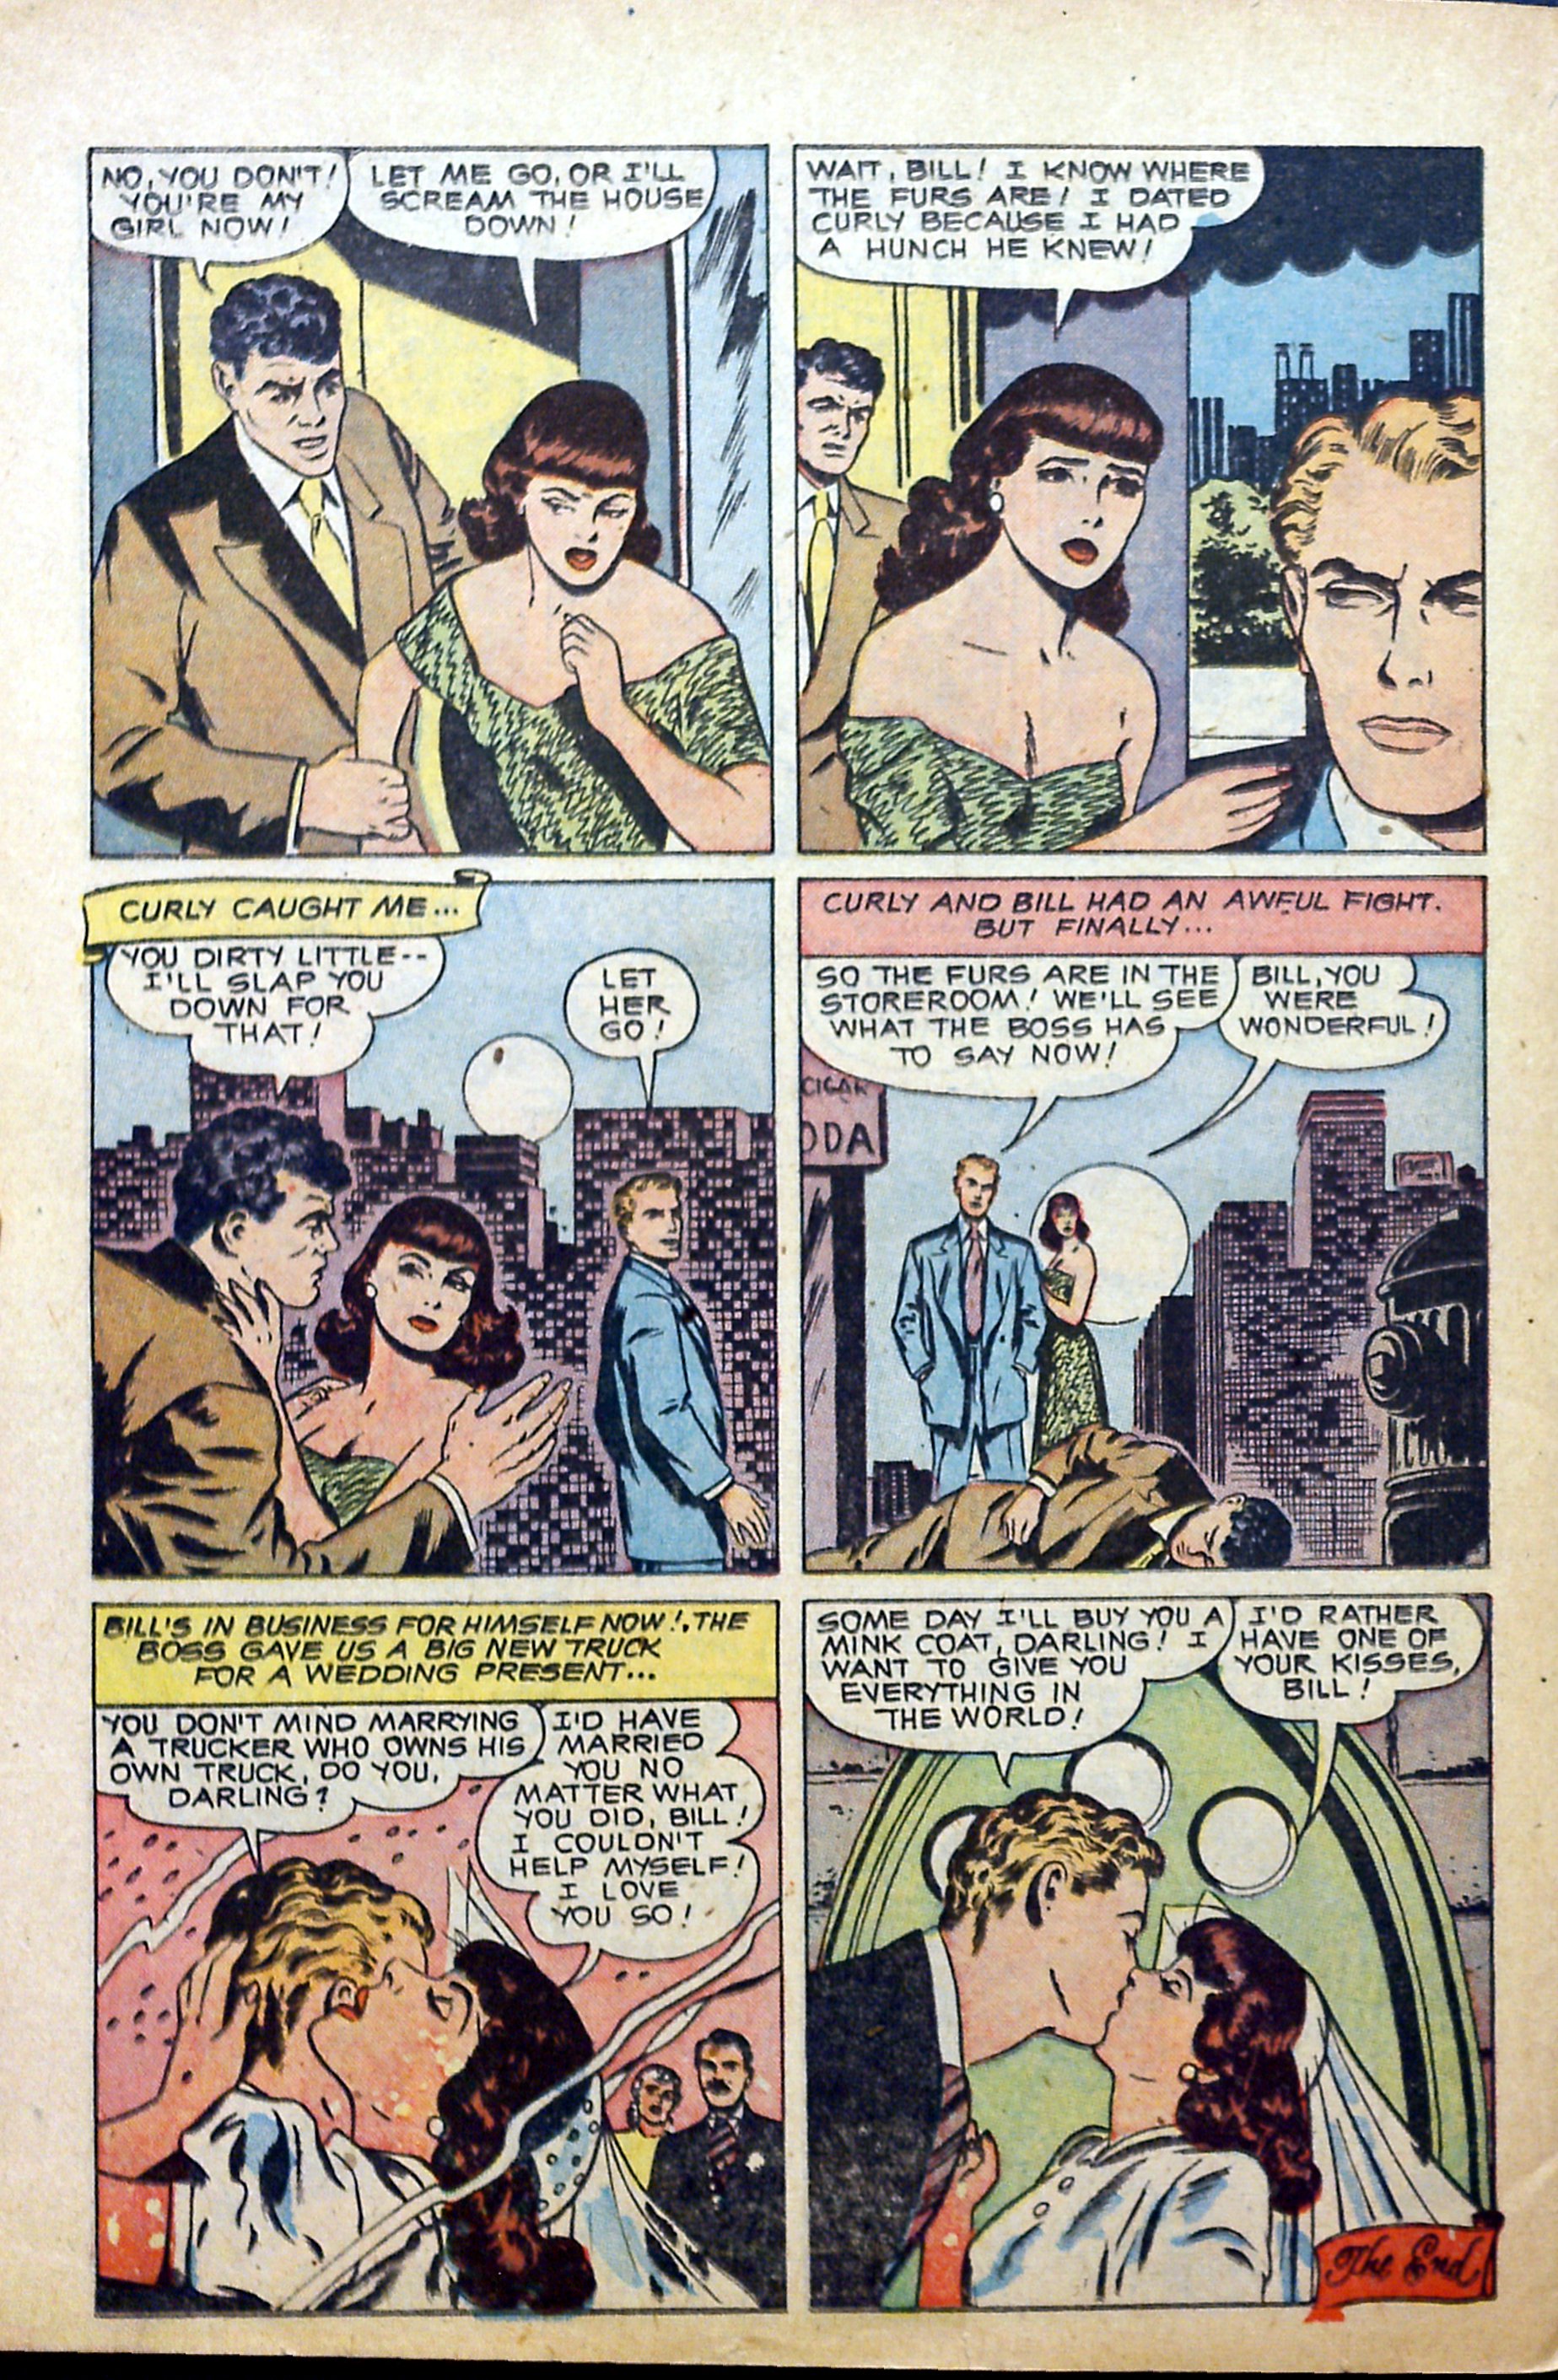 NO, YOU DON'T!
YOU'RE MY
GIRL NOW!
LET ME GO, OR I'LL
SCREAM THE HOUSE
DOWN!
WAIT, BILL! I KNOW WHERE
THE FURS ARE! I DATED
CURLY BECAUSE I HAD
A HUNCH HE KNEW!
CURLY CAUGHT ME...
YOU DIRTY LITTLE--
I'LL SLAP YOU
DOWN FOR
THAT!
LET
HER
GO!
CURLY AND BILL HAD AN AWFUL FIGHT.
BUT FINALLY...
SO THE FURS ARE IN THE
STOREROOM! WE'LL SEE
WHAT THE BOSS HAS
TO SAY NOW!
BILL, YOU
WERE
WONDERFUL!
CIGAR
ODA
BILL'S IN BUSINESS FOR HIMSELF NOW! THE
BOSS GAVE US A BIG NEW TRUCK
FOR A WEDDING PRESENT...
YOU DON'T MIND MARRYING
A TRUCKER WHO OWNS HIS
OWN TRUCK, DO YOU,
DARLING?
I'D HAVE
MARRIED
YOU NO
MATTER WHAT
YOU DID, BILL!
I COULDN'T
HELP MYSELF!
I LOVE
YOU SO!
SOME DAY I'LL BUY YOU A
MINK COAT, DARLING! I
WANT TO GIVE YOU
EVERYTHING IN
THE WORLD!
I'D RATHER
HAVE ONE OF
YOUR KISSES,
BILL!
The End